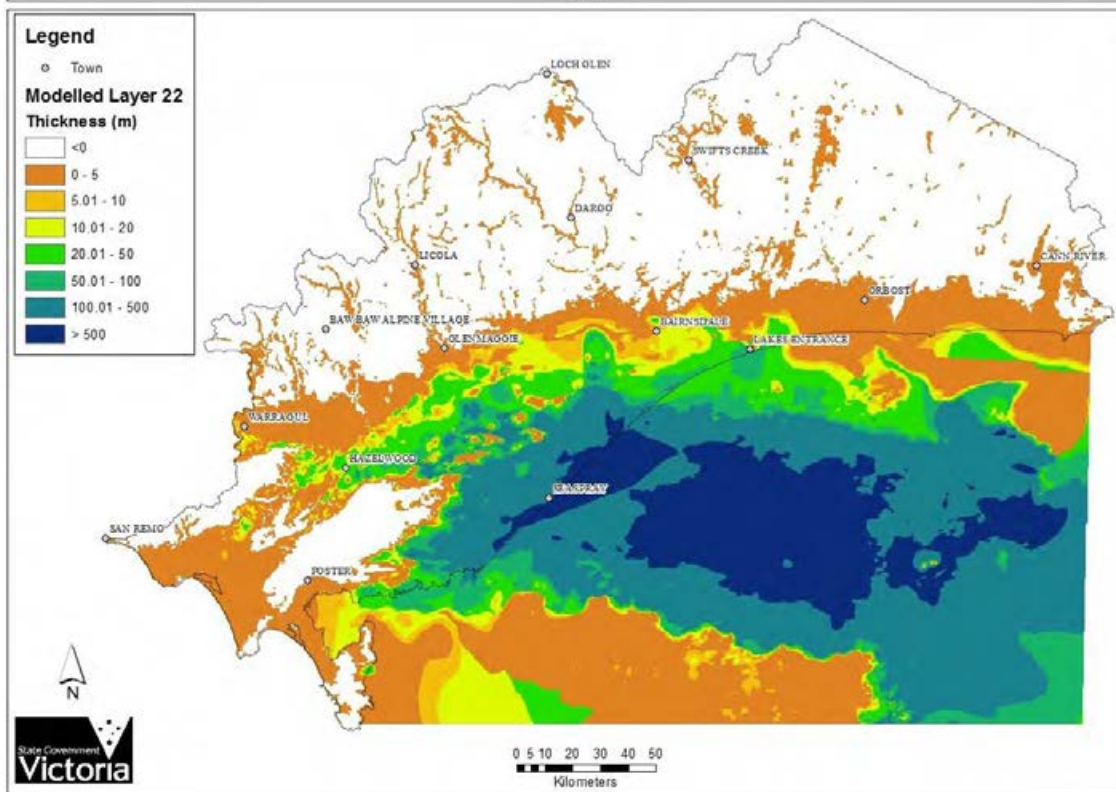 Legend
Town
Modelled Layer 22
Thickness (m)
<0
0 - 5
5.01 - 10
10.01 - 20
20.01 - 50
50.01 - 100
100.01 - 500
> 500
LOCH GLEN
SWIFTS CREEK
DARGO
LICOLA
CANN RIVER
ORBOST
BAW BAW ALPINE VILLAGE
BAIRNSDALE
GLENMAGGIE
LAKES ENTRANCE
WARRAGUL
HAZELWOOD
SEASPRAY
SAN REMO
FOSTER
N
State Government
Victoria
0 5 10 20 30 40 50
Kilometers